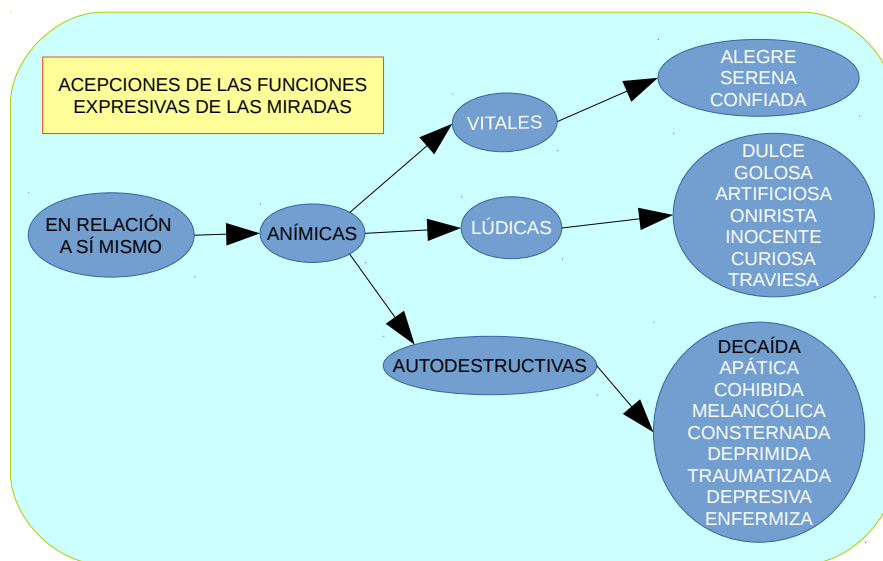 ACEPCIONES DE LAS FUNCIONES
EXPRESIVAS DE LAS MIRADAS
EN RELACIÓN
A SÍ MISMO
ANÍMICAS
VITALES
ALEGRE
SERENA
CONFIADA
LÚDICAS
DULCE
GOLOSA
ARTIFICIOSA
ONIRISTA
INOCENTE
CURIOSA
TRAVIESA
AUTODESTRUCTIVAS
DECAÍDA
APÁTICA
COHIBIDA
MELANCÓLICA
CONSTERNADA
DEPRIMIDA
TRAUMATIZADA
DEPRESIVA
ENFERMIZA